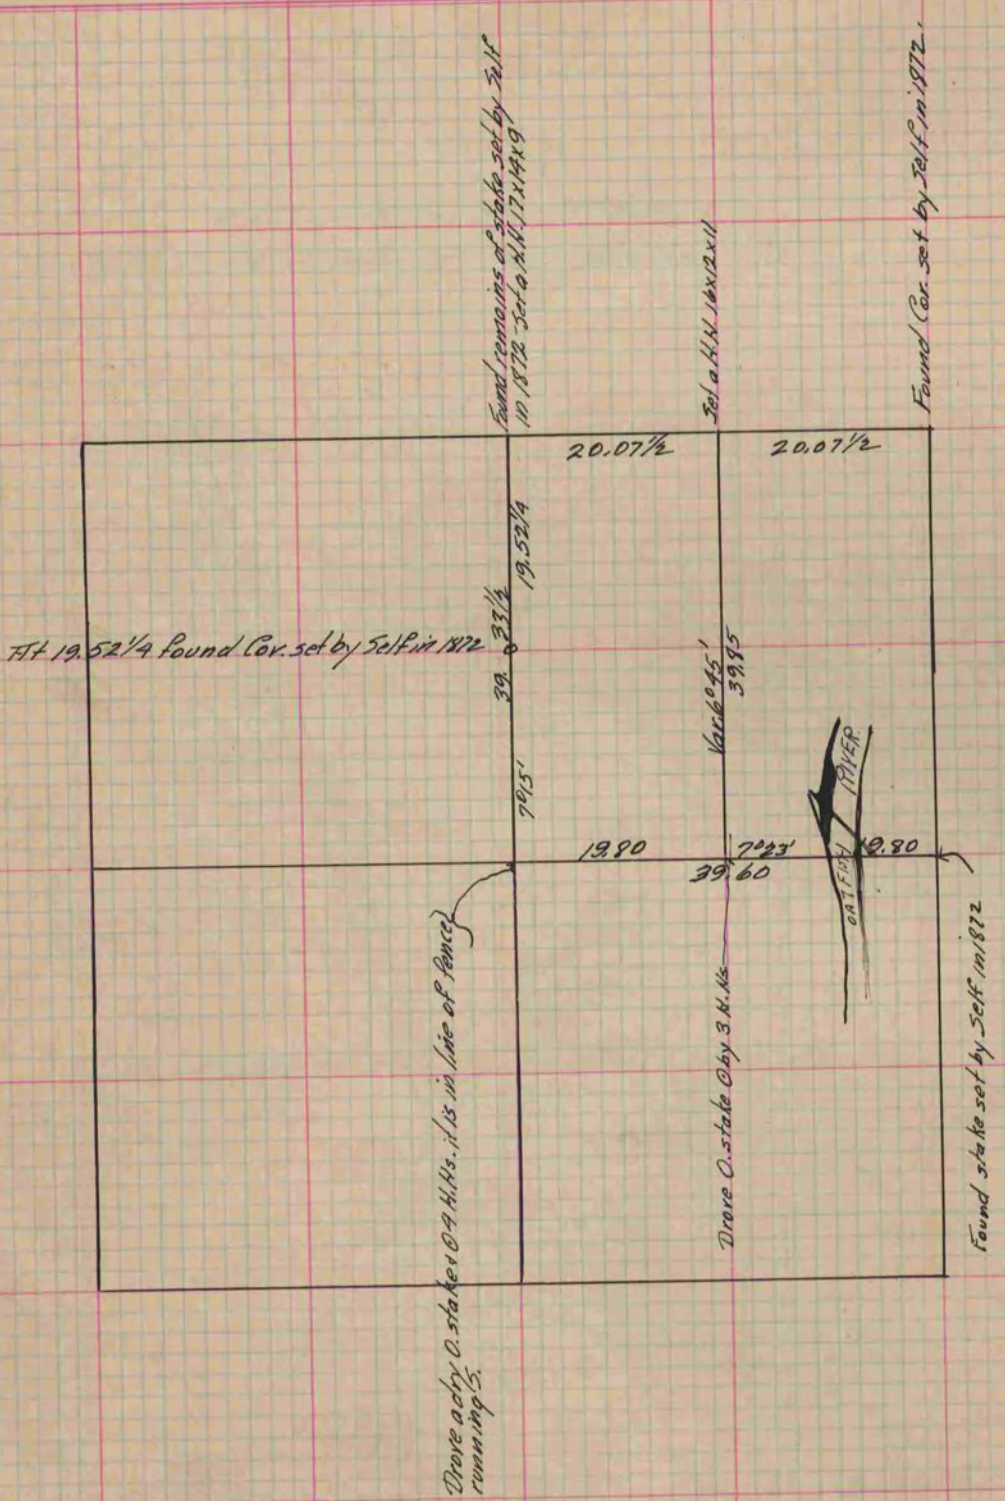 Found remains of stake set by Self
in 1872 - Set a H.H. 17x14x9
Set a H.H. 16x12x11
Found Cor. set by Self in 1872.
20.07½
20.07½
19.52¼
At 19.52¼ found Cor. set by Self in 1872
39.33½
7°15'
Var. 6°45'
39.85
19.80
7°23'
19.80
39.60
RIVER
Drove a dry O. stake & 4 H.Hs. it is in line of fence
running S.
Drove O. stake by 3 H.Hs
Found stake set by Self in 1872